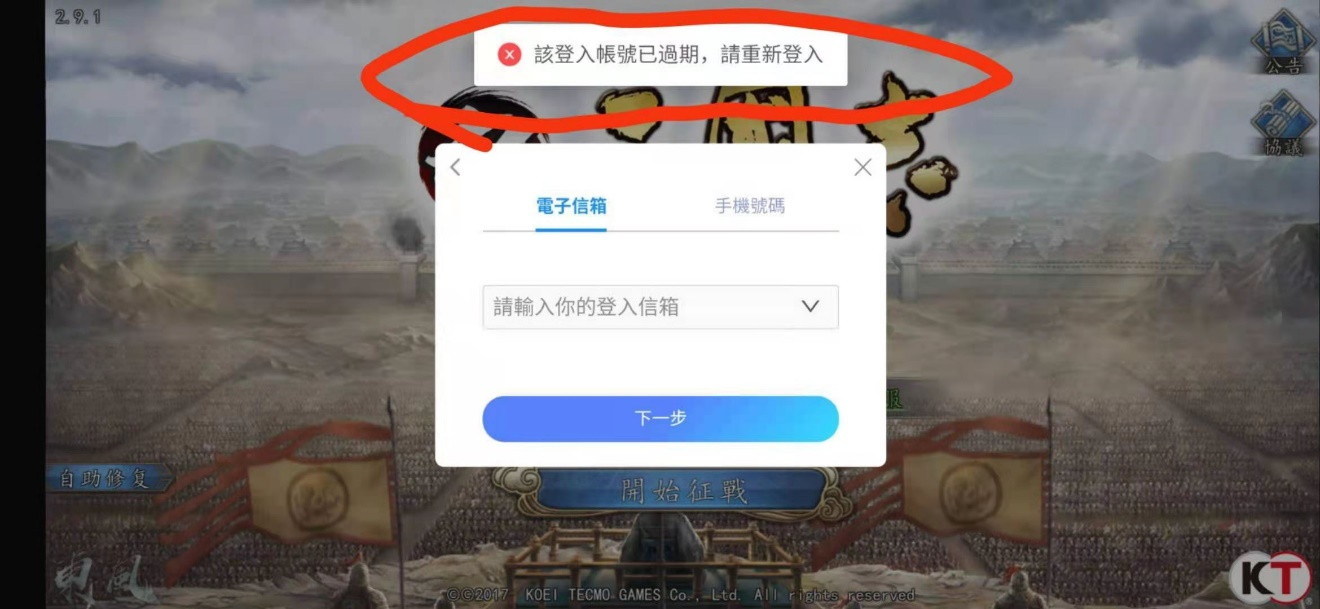 2.9.1
該登入帳號已過期，請重新登入
公告
協議
電子信箱
手機號碼
請輸入你的登入信箱
下一步
服
自助修复
開始征戰
©©2017 KOEI TECMO GAMES Co., Ltd. All rights reserved
KT